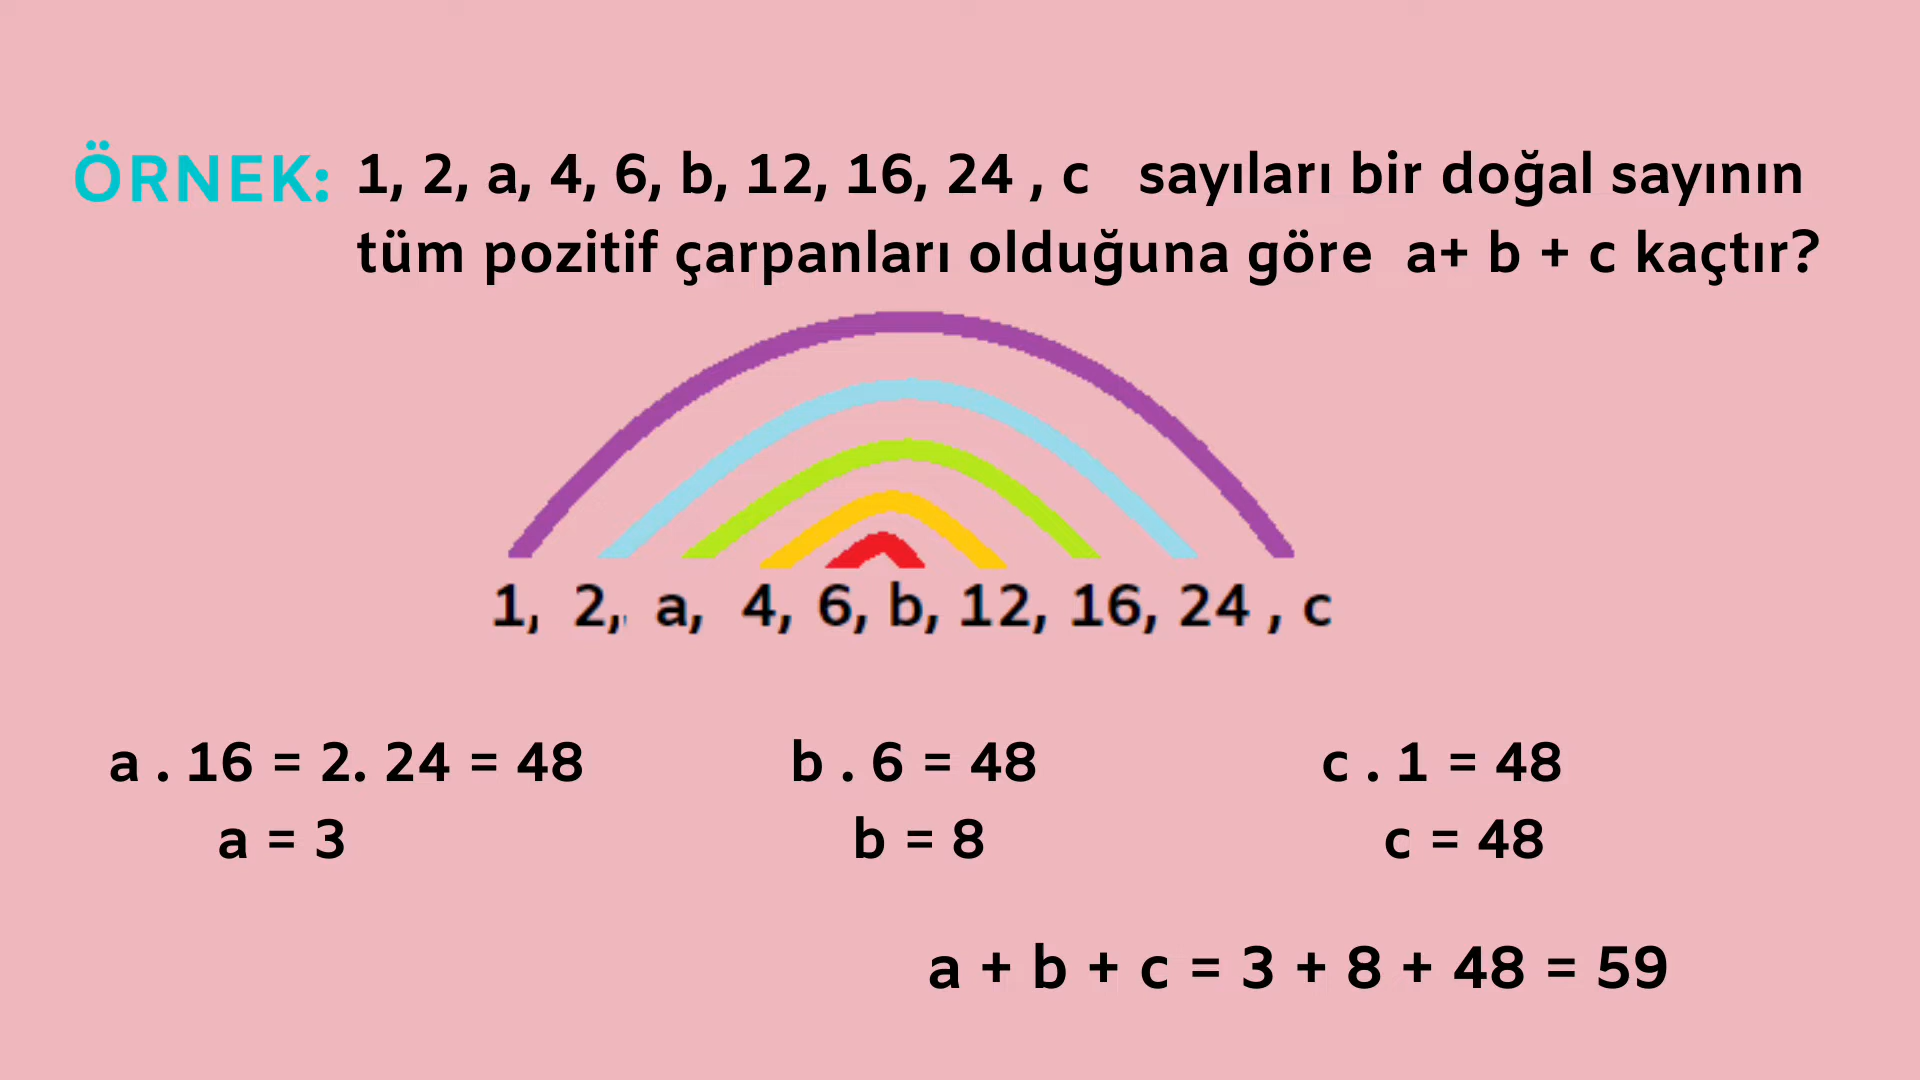 ÖRNEK: 1, 2, a, 4, 6, b, 12, 16, 24 , c sayıları bir doğal sayının
tüm pozitif çarpanları olduğuna göre a+ b + c kaçtır?
1, 2, a, 4, 6, b, 12, 16, 24 , c
a . 16 = 2. 24 = 48 b . 6 = 48 c . 1 = 48
a = 3 b = 8 c = 48
a + b + c = 3 + 8 + 48 = 59